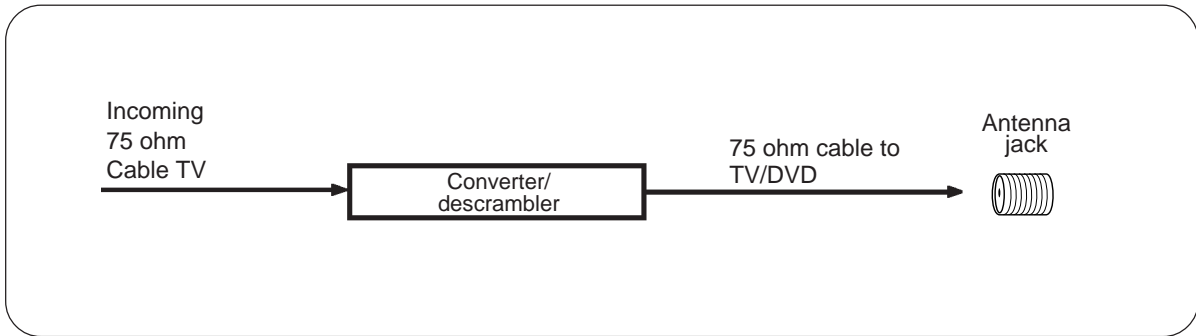 Incoming
75 ohm
Cable TV
Converter/
descrambler
75 ohm cable to
TV/DVD
Antenna
jack